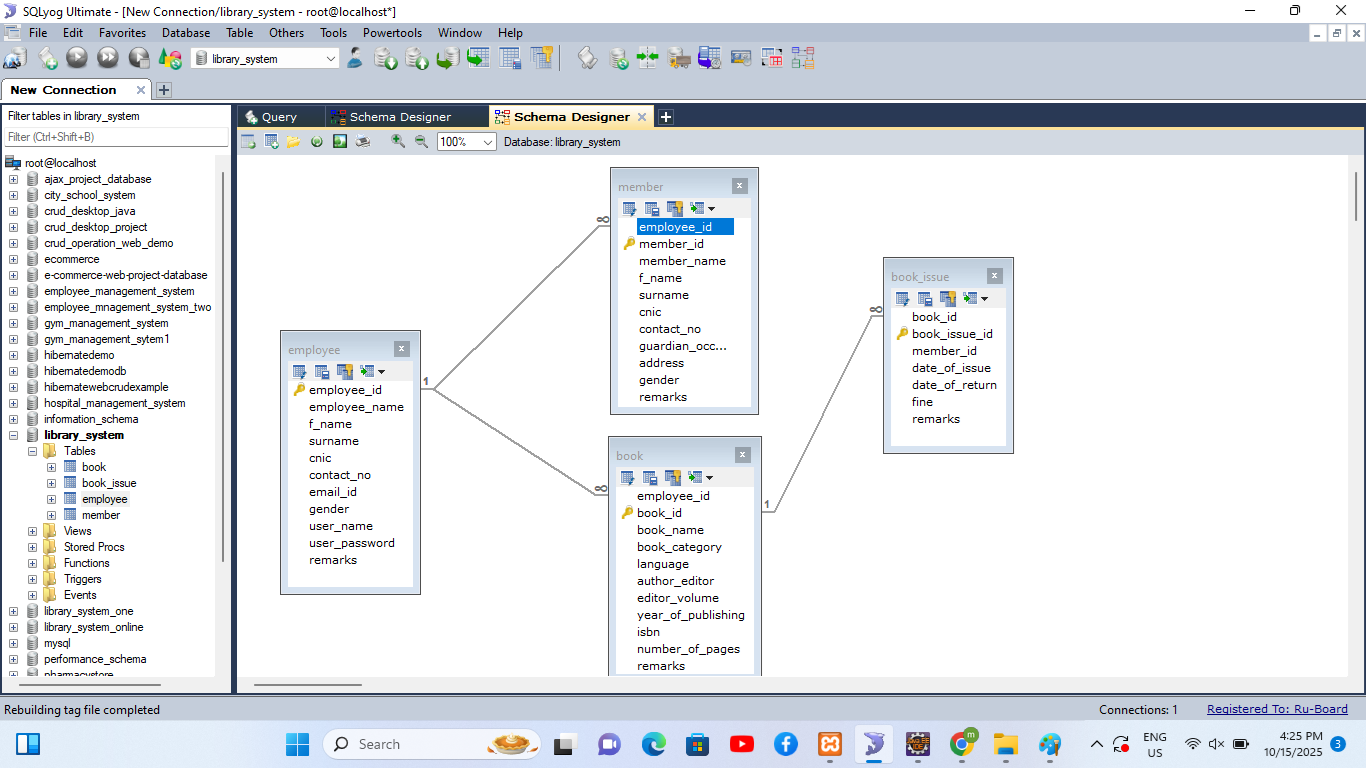 SQLyog Ultimate - [New Connection/library_system - root@localhost*]
File Edit Favorites Database Table Others Tools Powertools Window Help
library_system
New Connection
Filter tables in library_system
Filter (Ctrl+Shift+B)
root@localhost
ajax_project_database
city_school_system
crud_desktop_java
crud_desktop_project
crud_operation_web_demo
ecommerce
e-commerce-web-project-database
employee_management_system
employee_mnagement_system_two
gym_management_system
gym_management_sytem1
hibernatedemo
hibernatedemodb
hibernatewebcrudexample
hospital_management_system
information_schema
library_system
Tables
book
book_issue
employee
member
Views
Stored Procs
Functions
Triggers
Events
library_system_one
library_system_online
mysql
performance_schema
pharmacystore
Query Schema Designer Schema Designer
100% Database: library_system
employee
employee_id
employee_name
f_name
surname
cnic
contact_no
email_id
gender
user_name
user_password
remarks
1
∞
∞
member
employee_id
member_id
member_name
f_name
surname
cnic
contact_no
guardian_occ...
address
gender
remarks
book
employee_id
book_id
book_name
book_category
language
author_editor
editor_volume
year_of_publishing
isbn
number_of_pages
remarks
1
∞
book_issue
book_id
book_issue_id
member_id
date_of_issue
date_of_return
fine
remarks
Rebuilding tag file completed
Connections: 1 Registered To: Ru-Board
Search
m
Java EE
IDE
ENG
US
4:25 PM
10/15/2025
3